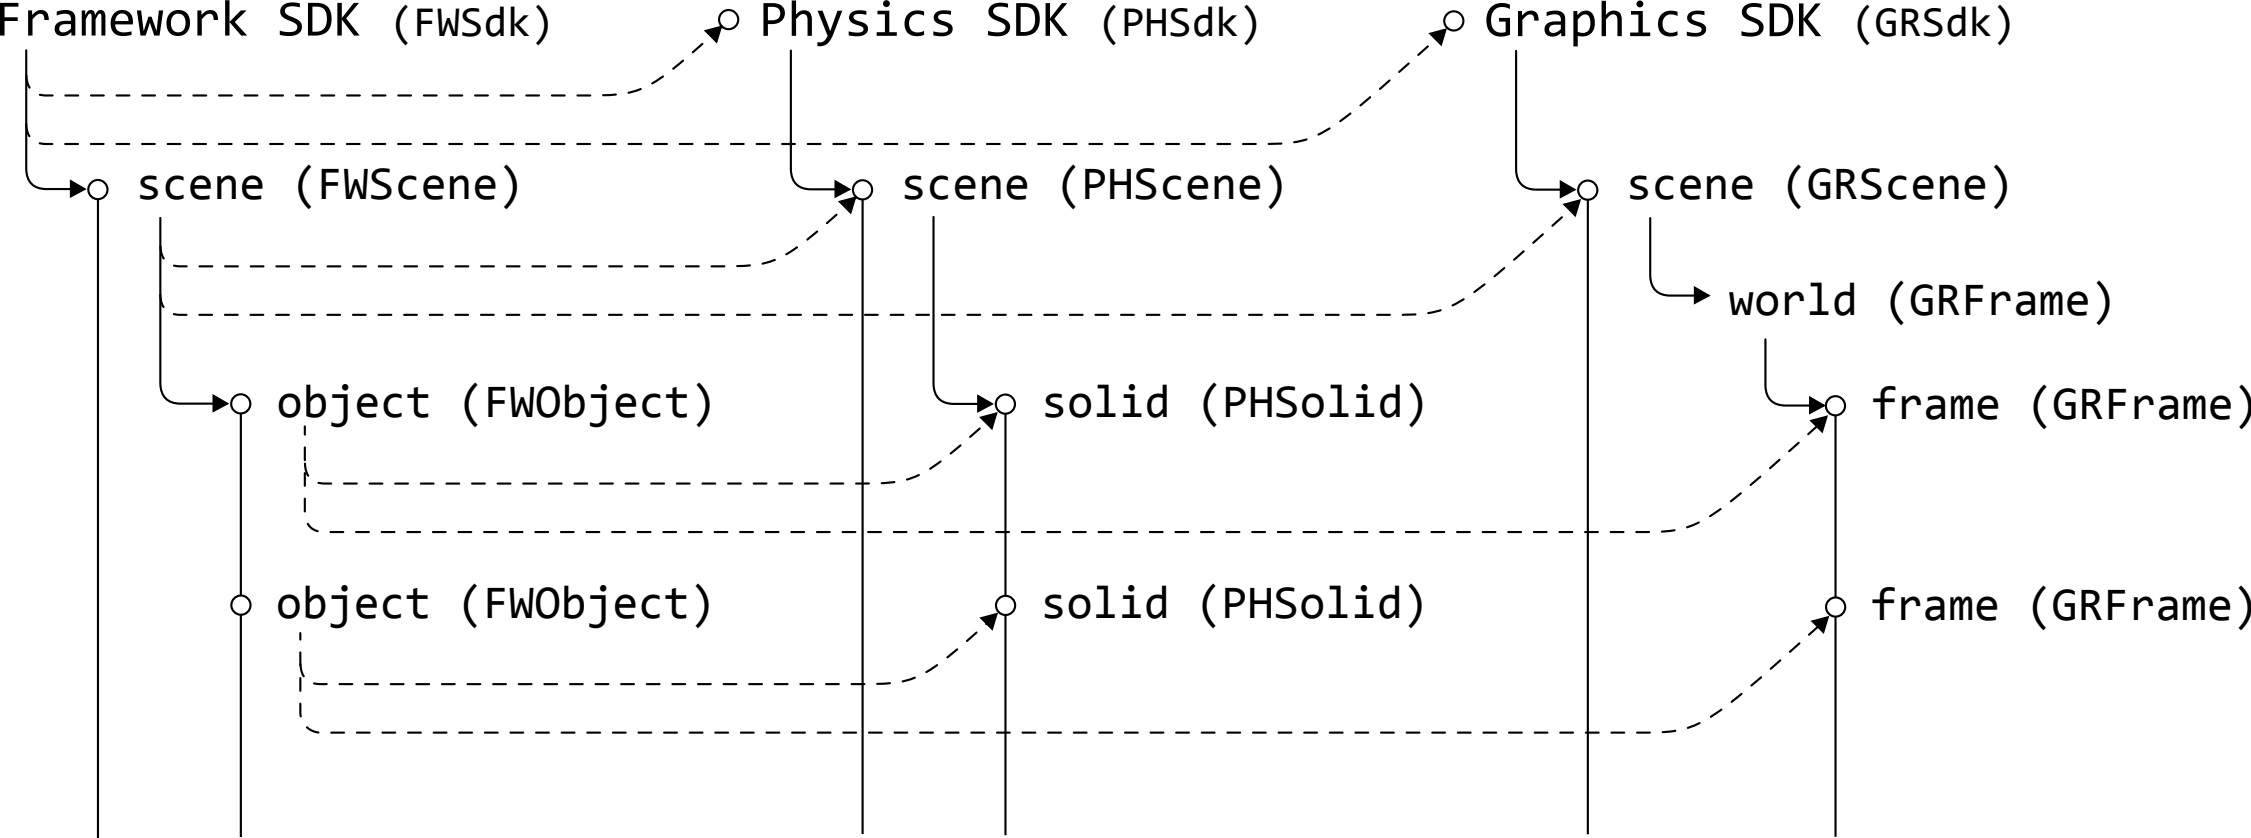 Framework SDK (FWSdk) Physics SDK (PHSdk) Graphics SDK (GRSdk)
scene (FWScene) scene (PHScene) scene (GRScene)
world (GRFrame)
object (FWObject) solid (PHSolid) frame (GRFrame)
object (FWObject) solid (PHSolid) frame (GRFrame)